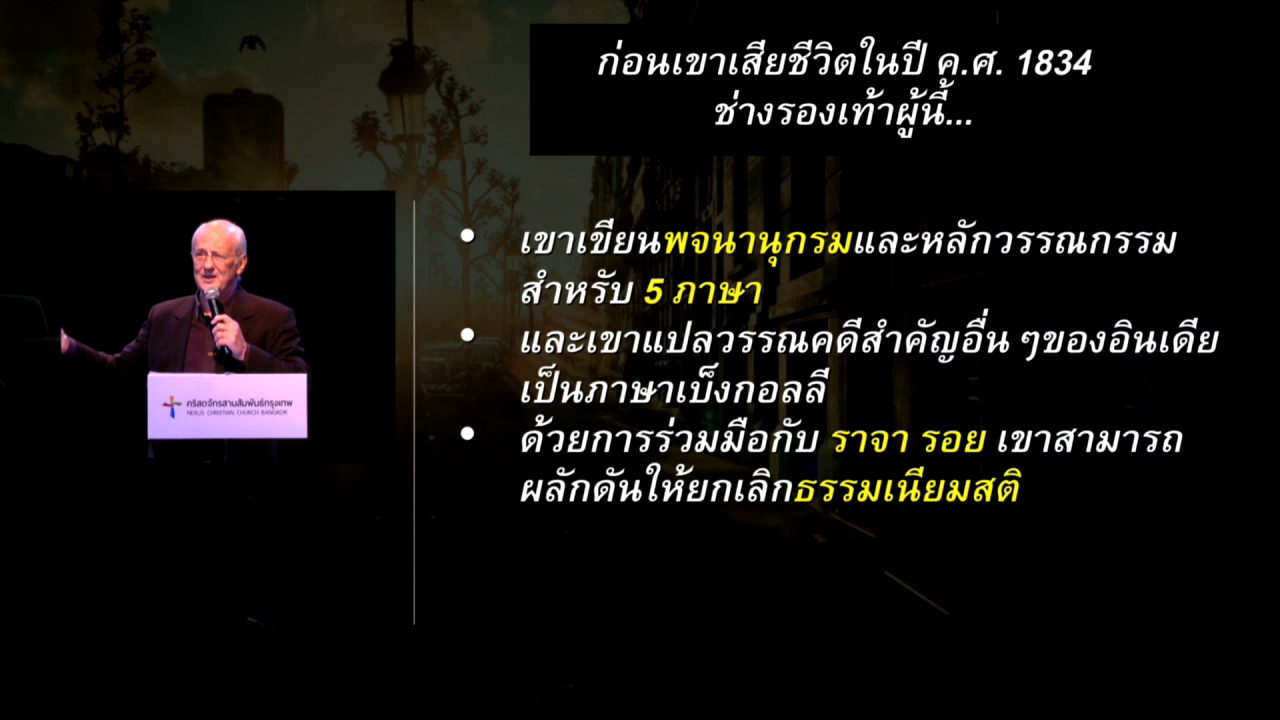 ก่อนเขาเสียชีวิตในปี ค.ศ. 1834
ช่างรองเท้าผู้นี้...
• เขาเขียนพจนานุกรมและหลักวรรณกรรม
สำหรับ 5 ภาษา
• และเขาแปลวรรณคดีสำคัญอื่น ๆของอินเดีย
เป็นภาษาเบ็งกอลลี
• ด้วยการร่วมมือกับ ราจา รอย เขาสามารถ
ผลักดันให้ยกเลิกธรรมเนียมสติ
คริสตจักรสานสัมพันธ์กรุงเทพ
NEXUS CHRISTIAN CHURCH BANGKOK